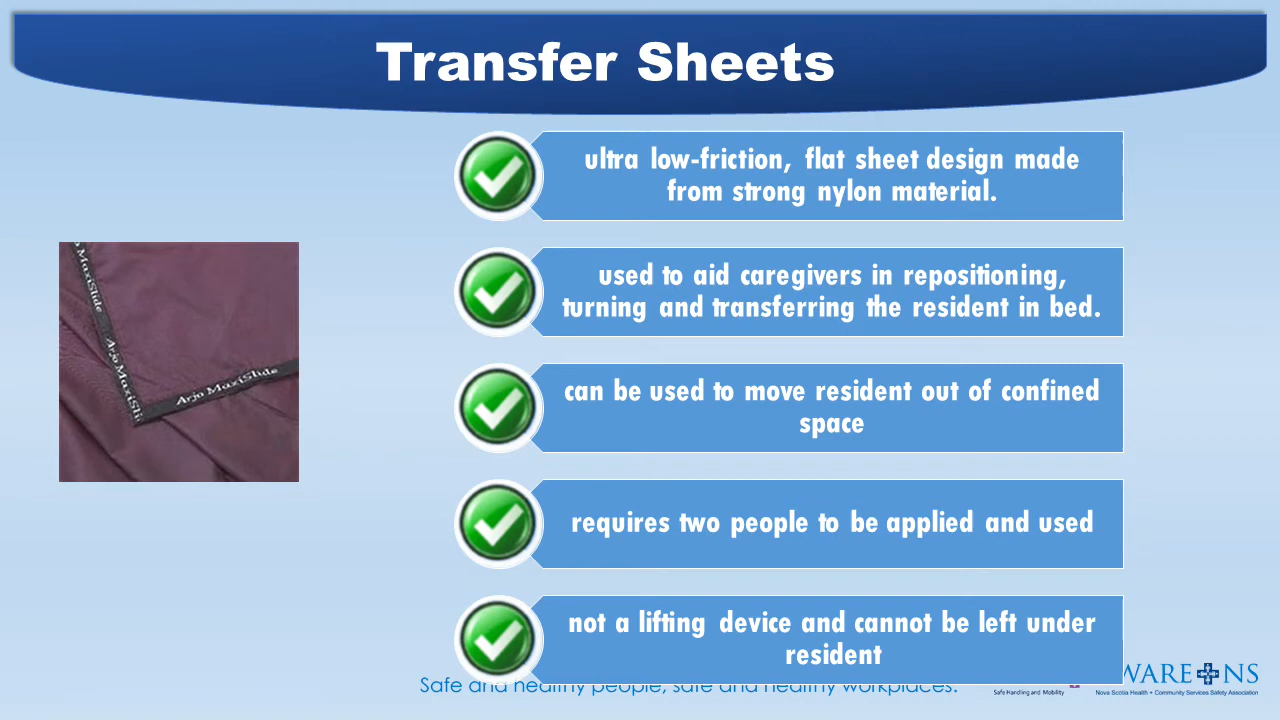 Transfer Sheets
ultra low-friction, flat sheet design made
from strong nylon material.
used to aid caregivers in repositioning,
turning and transferring the resident in bed.
can be used to move resident out of confined
space
requires two people to be applied and used
not a lifting device and cannot be left under
resident
MaxiSlide
Arjo MaxiSli
Arjo MaxiSlide
Safe and healthy people, safe and healthy workplaces.
Safe Handling and Mobility
WARE NS
Nova Scotia Health + Community Services Safety Association